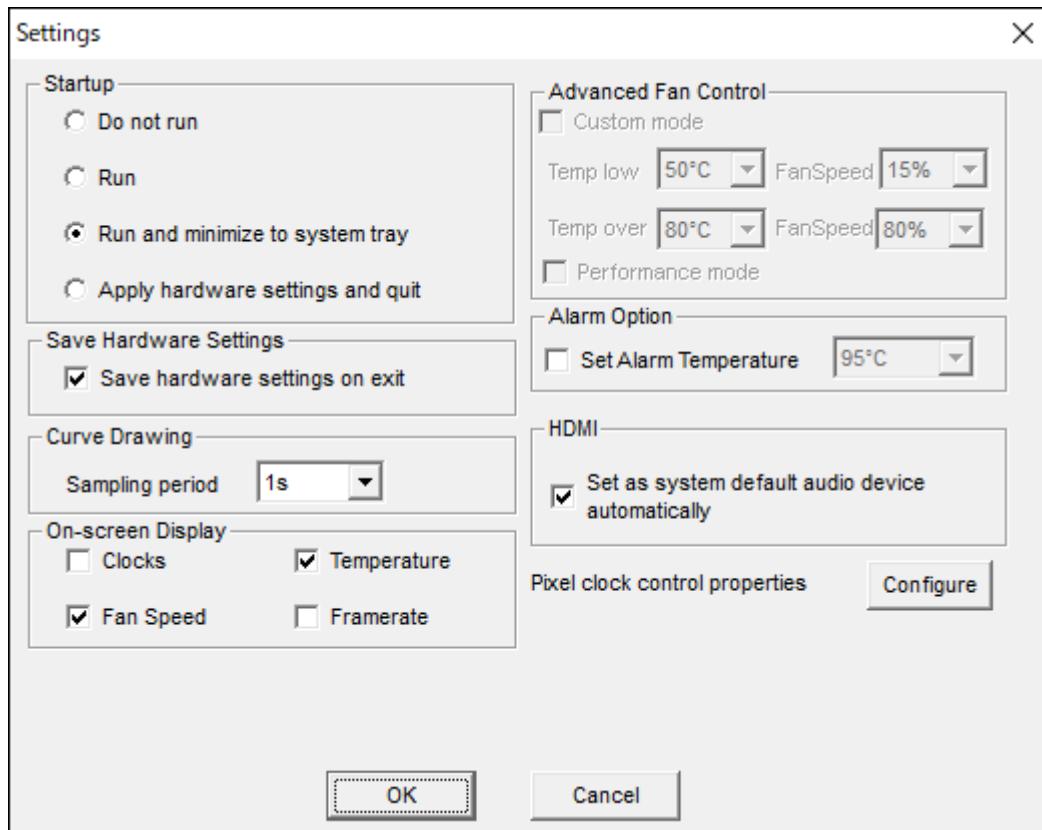 Settings
Startup
Do not run
Run
Run and minimize to system tray
Apply hardware settings and quit
Save Hardware Settings
Save hardware settings on exit
Curve Drawing
Sampling period 1s
On-screen Display
Clocks Temperature
Fan Speed Framerate
Advanced Fan Control
Custom mode
Temp low 50°C FanSpeed 15%
Temp over 80°C FanSpeed 80%
Performance mode
Alarm Option
Set Alarm Temperature 95°C
HDMI
Set as system default audio device
automatically
Pixel clock control properties Configure
OK Cancel